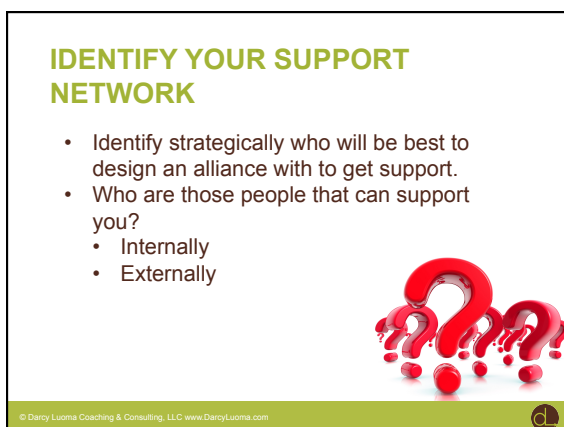 IDENTIFY YOUR SUPPORT
NETWORK
• Identify strategically who will be best to
design an alliance with to get support.
• Who are those people that can support
you?
• Internally
• Externally
© Darcy Luoma Coaching & Consulting, LLC www.DarcyLuoma.com
dL